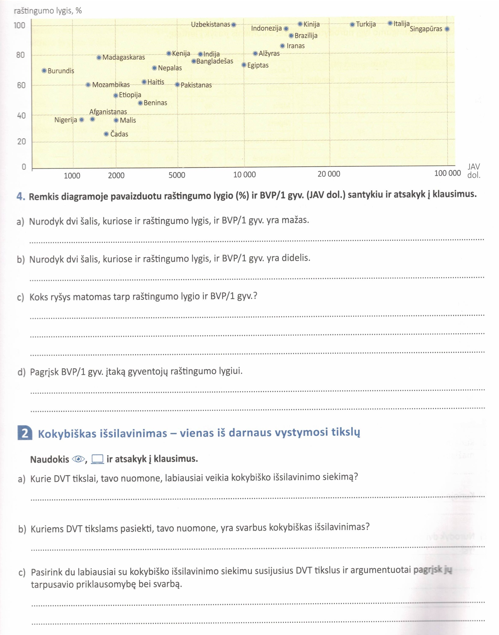 raštingumo lygis, %
100
Uzbekistanas
Indonezija
Kinija
Turkija
Italija
Singapūras
Brazilija
Iranas
80
Madagaskaras
Kenija
Indija
Alžyras
Bangladešas
Egiptas
Nepalas
Burundis
60
Mozambikas
Haitis
Pakistanas
Etiopija
Beninas
40
Afganistanas
Nigerija
Malis
20
Čadas
0
1000
2000
5000
10 000
20 000
100 000
JAV
dol.
4. Remkis diagramoje pavaizduotu raštingumo lygio (%) ir BVP/1 gyv. (JAV dol.) santykiu ir atsakyk į klausimus.
a) Nurodyk dvi šalis, kuriose ir raštingumo lygis, ir BVP/1 gyv. yra mažas.
b) Nurodyk dvi šalis, kuriose ir raštingumo lygis, ir BVP/1 gyv. yra didelis.
c) Koks ryšys matomas tarp raštingumo lygio ir BVP/1 gyv.?
d) Pagrįsk BVP/1 gyv. įtaką gyventojų raštingumo lygiui.
2 Kokybiškas išsilavinimas – vienas iš darnaus vystymosi tikslų
Naudokis , ir atsakyk į klausimus.
a) Kurie DVT tikslai, tavo nuomone, labiausiai veikia kokybiško išsilavinimo siekimą?
b) Kuriems DVT tikslams pasiekti, tavo nuomone, yra svarbus kokybiškas išsilavinimas?
c) Pasirink du labiausiai su kokybiško išsilavinimo siekimu susijusius DVT tikslus ir argumentuotai pagrįsk jų
tarpusavio priklausomybę bei svarbą.